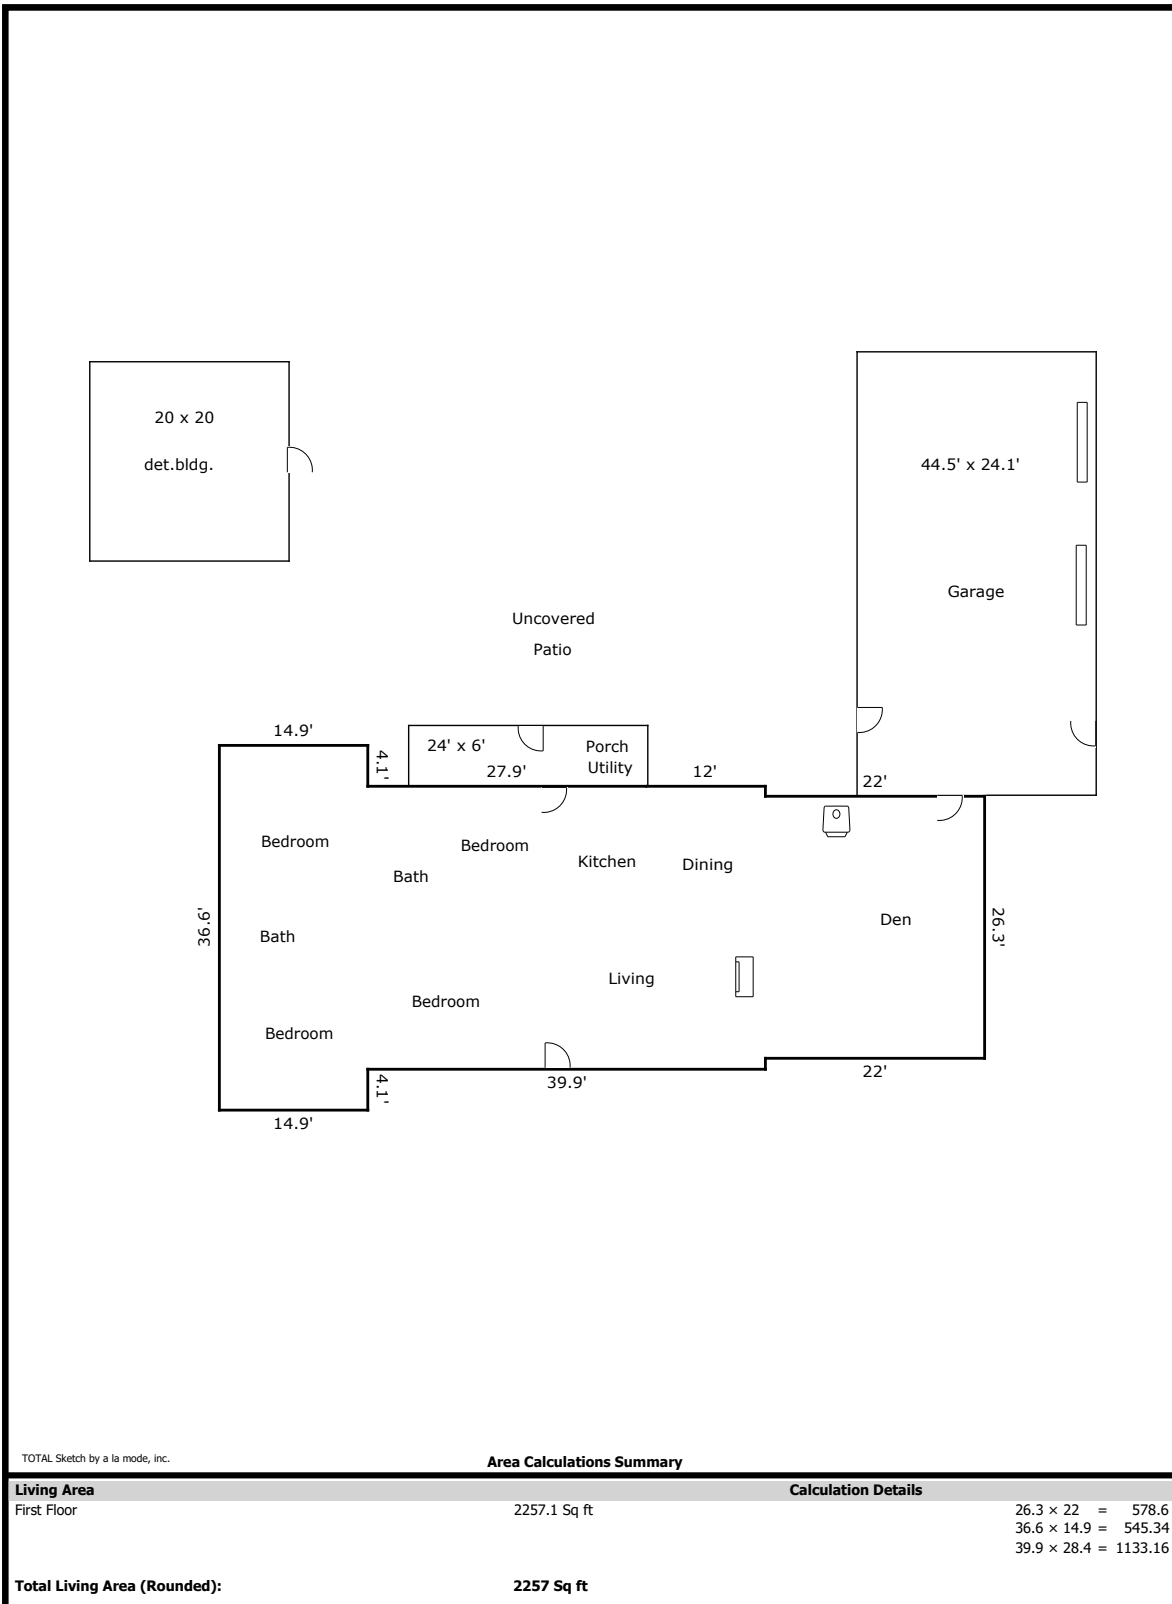 20 x 20
det.bldg.
44.5' x 24.1'
Garage
Uncovered
Patio
14.9'
4.1'
24' x 6'
Porch
Utility
27.9'
12'
22'
Bedroom
Bath
Bedroom
Kitchen
Dining
Den
36.6'
26.3'
Bath
Living
Bedroom
Bedroom
4.1'
39.9'
22'
14.9'
TOTAL Sketch by a la mode, inc.
Area Calculations Summary
Living Area Calculation Details
First Floor 2257.1 Sq ft 26.3 × 22 = 578.6
36.6 × 14.9 = 545.34
39.9 × 28.4 = 1133.16
Total Living Area (Rounded): 2257 Sq ft